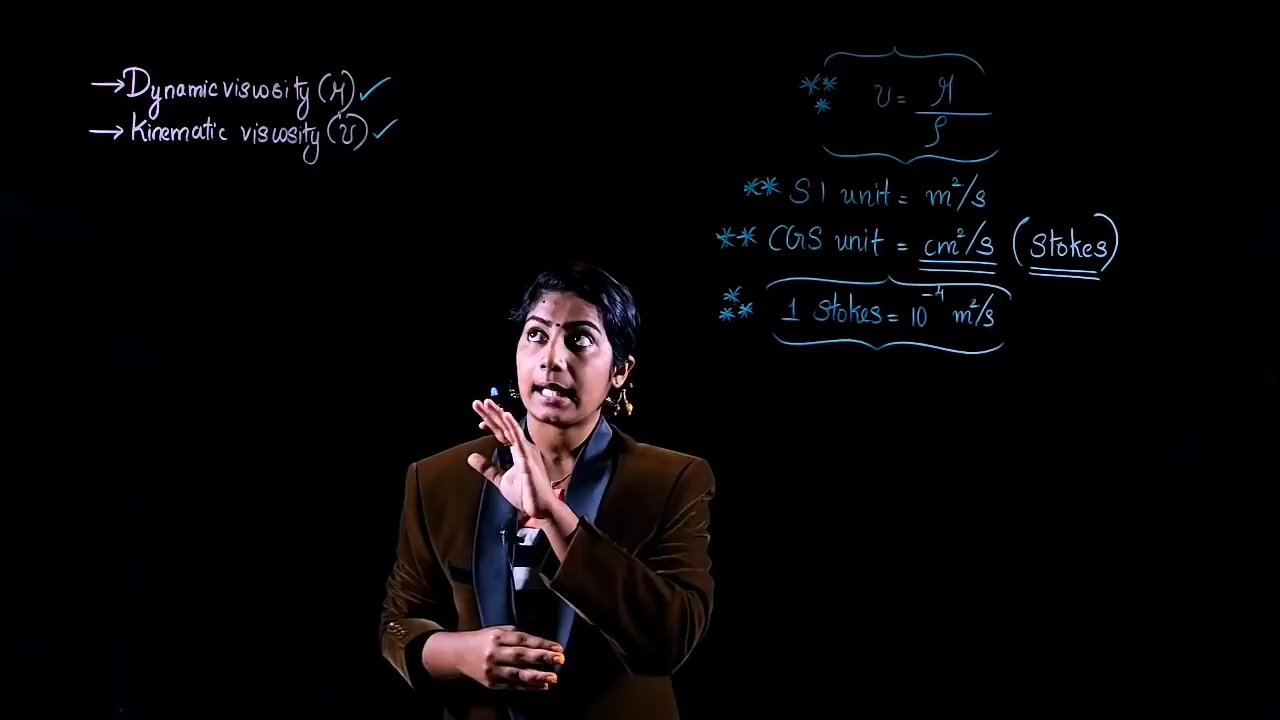 → Dynamic viscosity (μ) ✓
→ Kinematic viscosity (υ) ✓
*** υ = μ / ρ
** SI unit = m²/s
** CGS unit = cm²/s (Stokes)
*** 1 Stokes = 10⁻⁴ m²/s